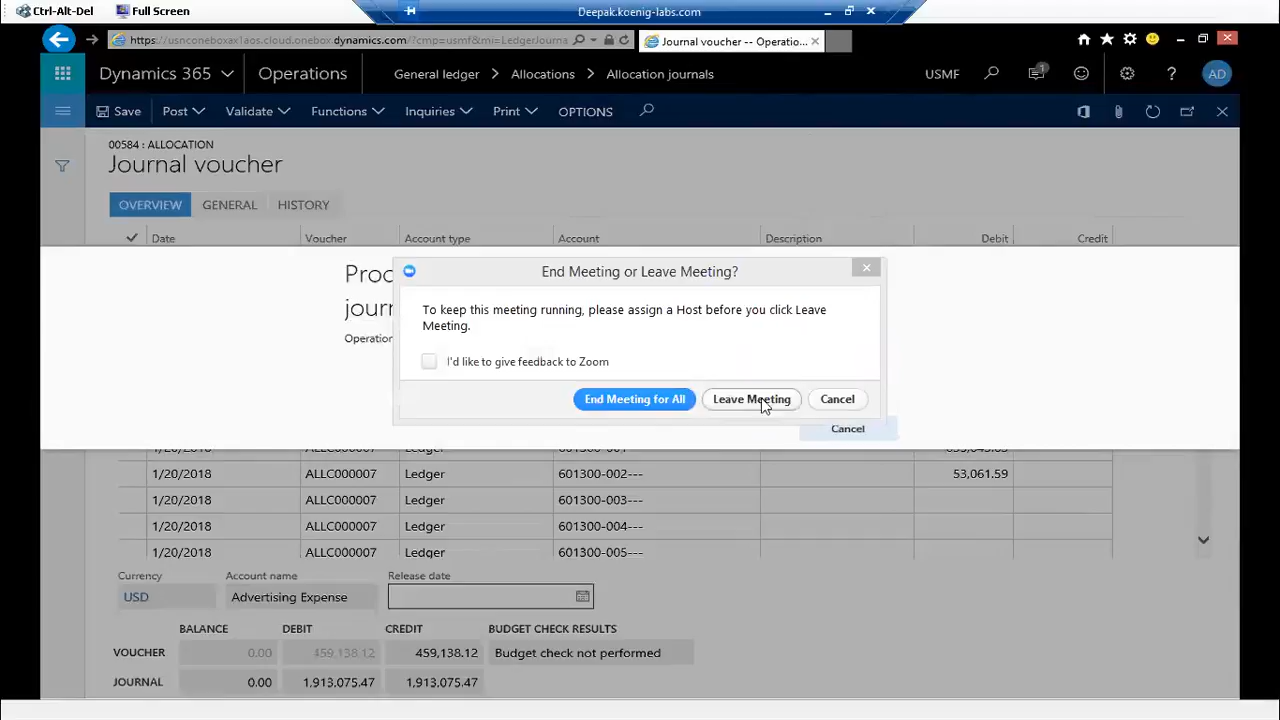 Ctrl-Alt-Del Full Screen Deepak.koenig-labs.com
https://usnconeboxax1aos.cloud.onebox.dynamics.com/?cmp=usmf&mi=LedgerJourna Journal voucher -- Operatio...
Dynamics 365 Operations General ledger > Allocations > Allocation journals USMF 1 ? AD
Save Post Validate Functions Inquiries Print OPTIONS
00584 : ALLOCATION
Journal voucher
OVERVIEW GENERAL HISTORY
Date Voucher Account type Account Description Debit Credit
Proc
jour
Operation
End Meeting or Leave Meeting?
To keep this meeting running, please assign a Host before you click Leave
Meeting.
I'd like to give feedback to Zoom
End Meeting for All Leave Meeting Cancel
Cancel
1/20/2018 ALLC000007 Ledger 601300-002--- 53,061.59
1/20/2018 ALLC000007 Ledger 601300-003---
1/20/2018 ALLC000007 Ledger 601300-004---
1/20/2018 ALLC000007 Ledger 601300-005---
Currency Account name Release date
USD Advertising Expense
BALANCE DEBIT CREDIT BUDGET CHECK RESULTS
VOUCHER 0.00 459,138.12 459,138.12 Budget check not performed
JOURNAL 0.00 1,913,075.47 1,913,075.47